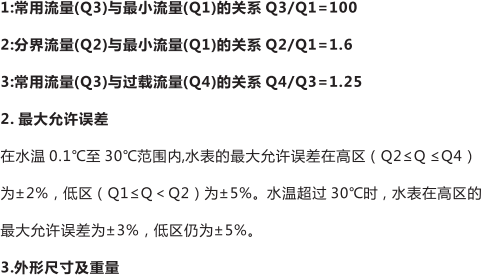 1:常用流量(Q3)与最小流量(Q1)的关系 Q3/Q1=100
2:分界流量(Q2)与最小流量(Q1)的关系 Q2/Q1=1.6
3:常用流量(Q3)与过载流量(Q4)的关系 Q4/Q3=1.25
2. 最大允许误差
在水温 0.1℃至 30℃范围内,水表的最大允许误差在高区（ Q2≤Q ≤Q4 ）
为±2%，低区（ Q1≤Q＜Q2 ）为±5%。水温超过 30℃时，水表在高区的
最大允许误差为±3%，低区仍为±5%。
3.外形尺寸及重量